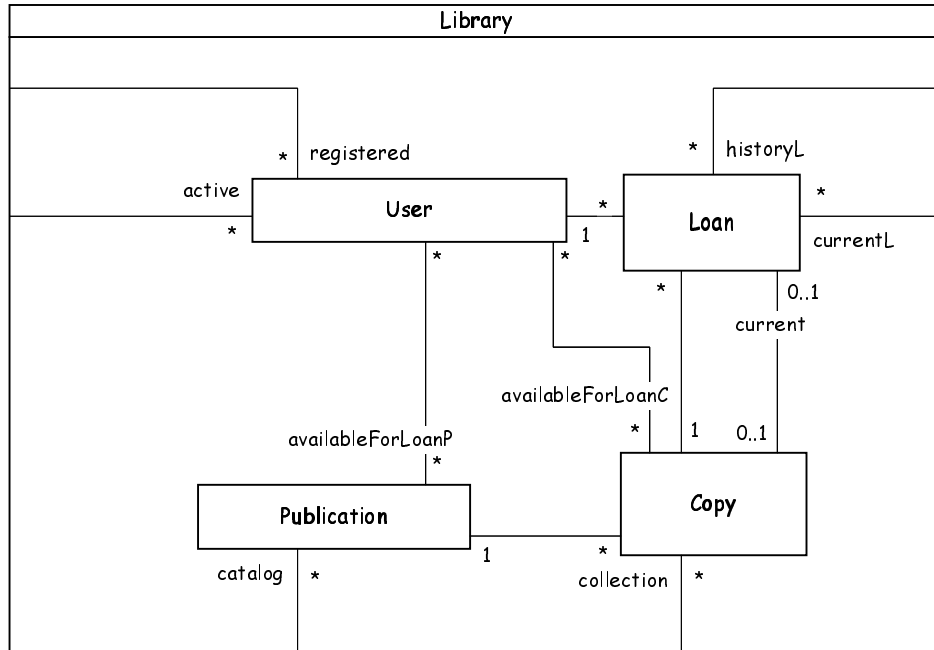 Library
* registered
* historyL
active
*
User
*
1
Loan
*
currentL
*
*
*
0..1
current
availableForLoanC
*
1
0..1
availableForLoanP
*
Publication
Copy
1
*
catalog *
collection *